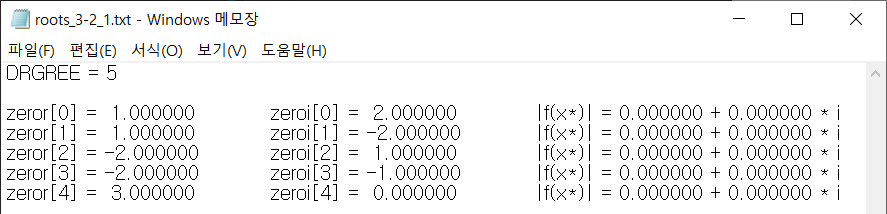 roots_3-2_1.txt - Windows 메모장
파일(F) 편집(E) 서식(O) 보기(V) 도움말(H)
DRGREE = 5
zeror[0] = 1.000000 zeroi[0] = 2.000000 |f(x*)| = 0.000000 + 0.000000 * i
zeror[1] = 1.000000 zeroi[1] = -2.000000 |f(x*)| = 0.000000 + 0.000000 * i
zeror[2] = -2.000000 zeroi[2] = 1.000000 |f(x*)| = 0.000000 + 0.000000 * i
zeror[3] = -2.000000 zeroi[3] = -1.000000 |f(x*)| = 0.000000 + 0.000000 * i
zeror[4] = 3.000000 zeroi[4] = 0.000000 |f(x*)| = 0.000000 + 0.000000 * i